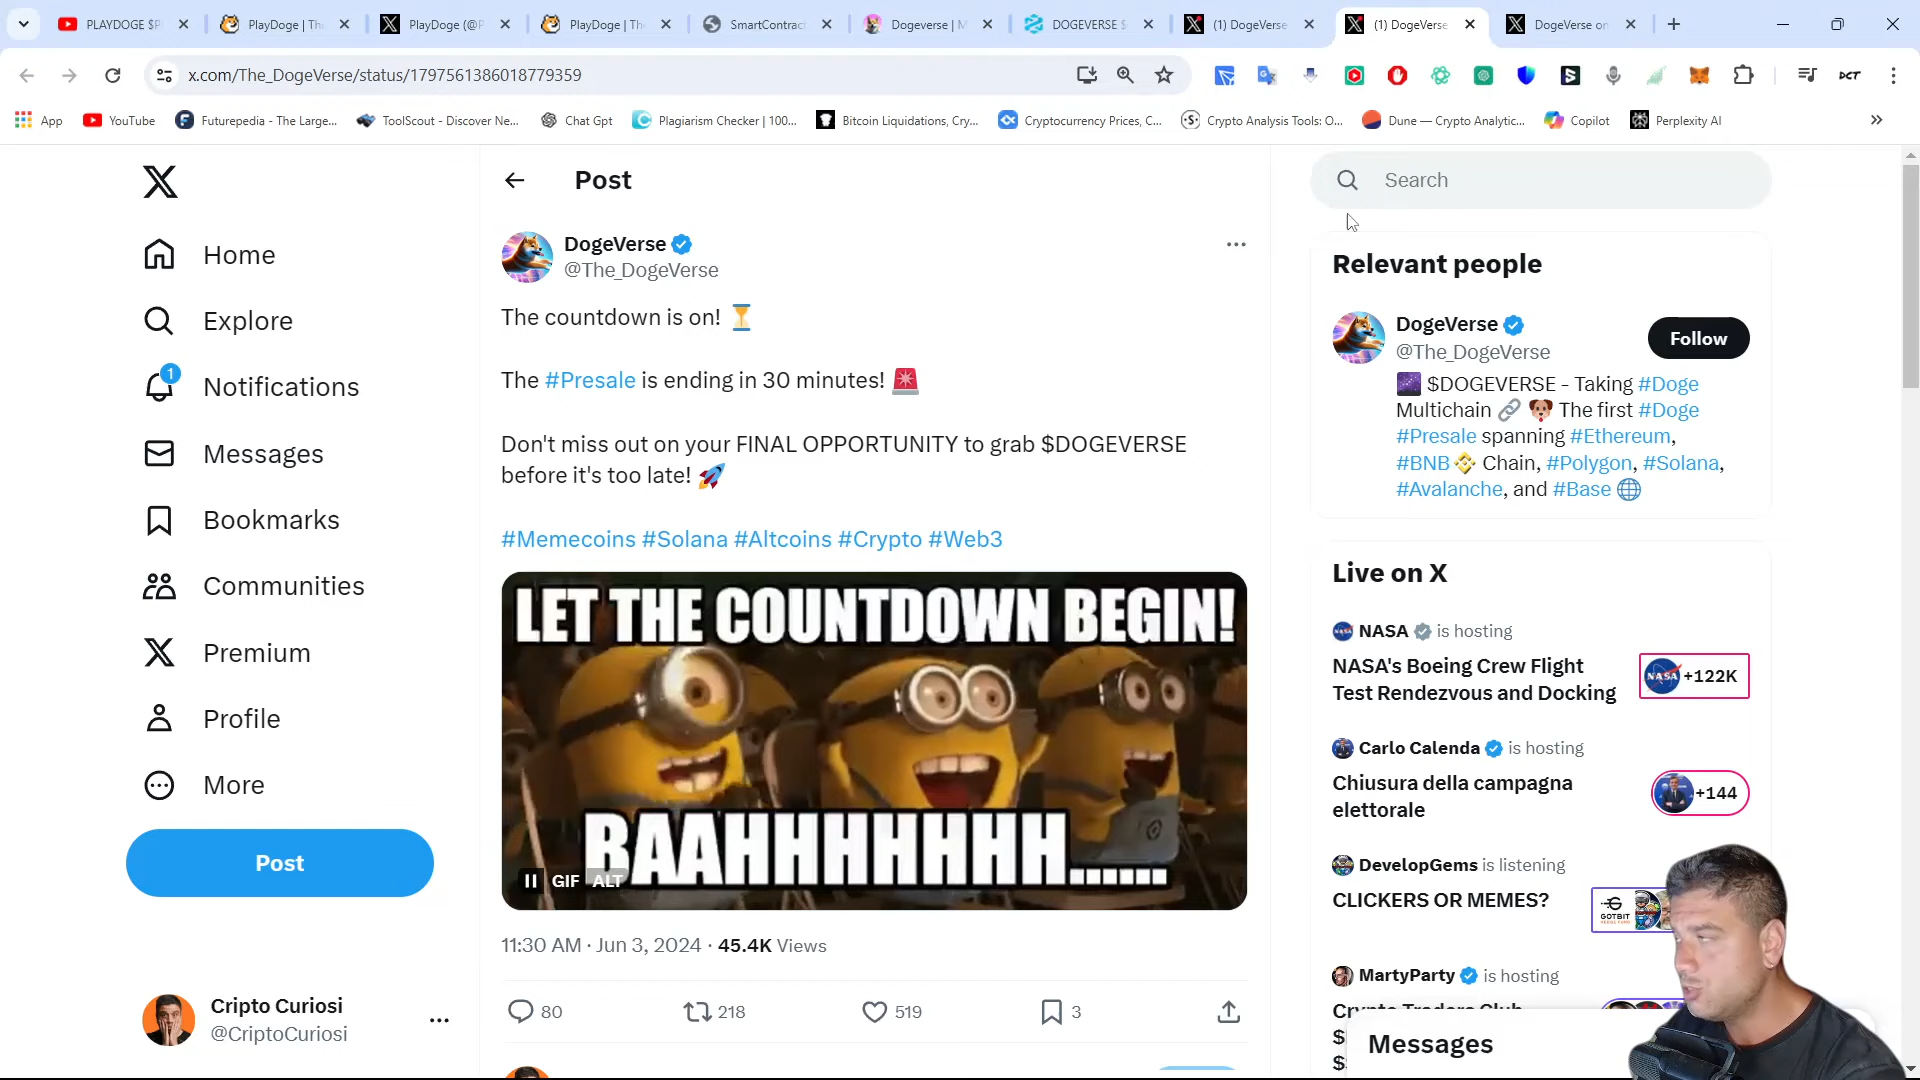 PLAYDOGE $P
PlayDoge | Th
PlayDoge (@P
PlayDoge | Th
SmartContrac
Dogeverse | M
DOGEVERSE $
(1) DogeVerse
(1) DogeVerse
DogeVerse on
x.com/The_DogeVerse/status/1797561386018779359
App
YouTube
Futurepedia - The Large...
ToolScout - Discover Ne...
Chat Gpt
Plagiarism Checker | 100...
Bitcoin Liquidations, Cry...
Cryptocurrency Prices, C...
Crypto Analysis Tools: O...
Dune — Crypto Analytic...
Copilot
Perplexity AI
Home
Explore
1
Notifications
Messages
Bookmarks
Communities
Premium
Profile
More
Post
Cripto Curiosi
@CriptoCuriosi
Post
DogeVerse
@The_DogeVerse
The countdown is on! ⏳
The #Presale is ending in 30 minutes! 🚨
Don't miss out on your FINAL OPPORTUNITY to grab $DOGEVERSE
before it's too late! 🚀
#Memecoins #Solana #Altcoins #Crypto #Web3
LET THE COUNTDOWN BEGIN!
BAAHHHHHHH......
GIF ALT
11:30 AM · Jun 3, 2024 · 45.4K Views
80
218
519
3
Search
Relevant people
DogeVerse
@The_DogeVerse
Follow
🌌 $DOGEVERSE - Taking #Doge
Multichain 🔗 🐶 The first #Doge
#Presale spanning #Ethereum,
#BNB Chain, #Polygon, #Solana,
#Avalanche, and #Base 🌐
Live on X
NASA is hosting
NASA's Boeing Crew Flight
Test Rendezvous and Docking
NASA
+122K
Carlo Calenda is hosting
Chiusura della campagna
elettorale
+144
DevelopGems is listening
CLICKERS OR MEMES?
GOTBIT
MartyParty is hosting
Crypto Traders Club
$
$
Messages